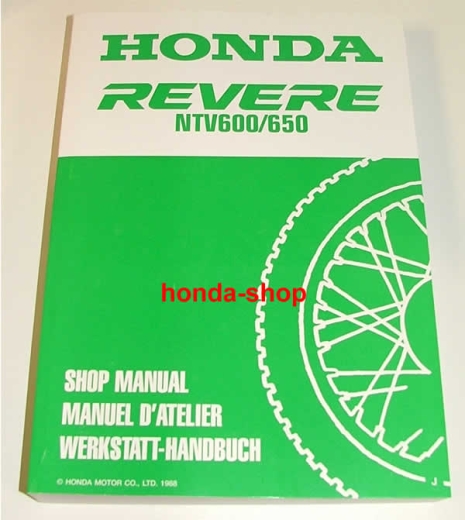 HONDA
REVERE
NTV600/650
honda-shop
SHOP MANUAL
MANUEL D'ATELIER
WERKSTATT-HANDBUCH
© HONDA MOTOR CO., LTD. 1988
J